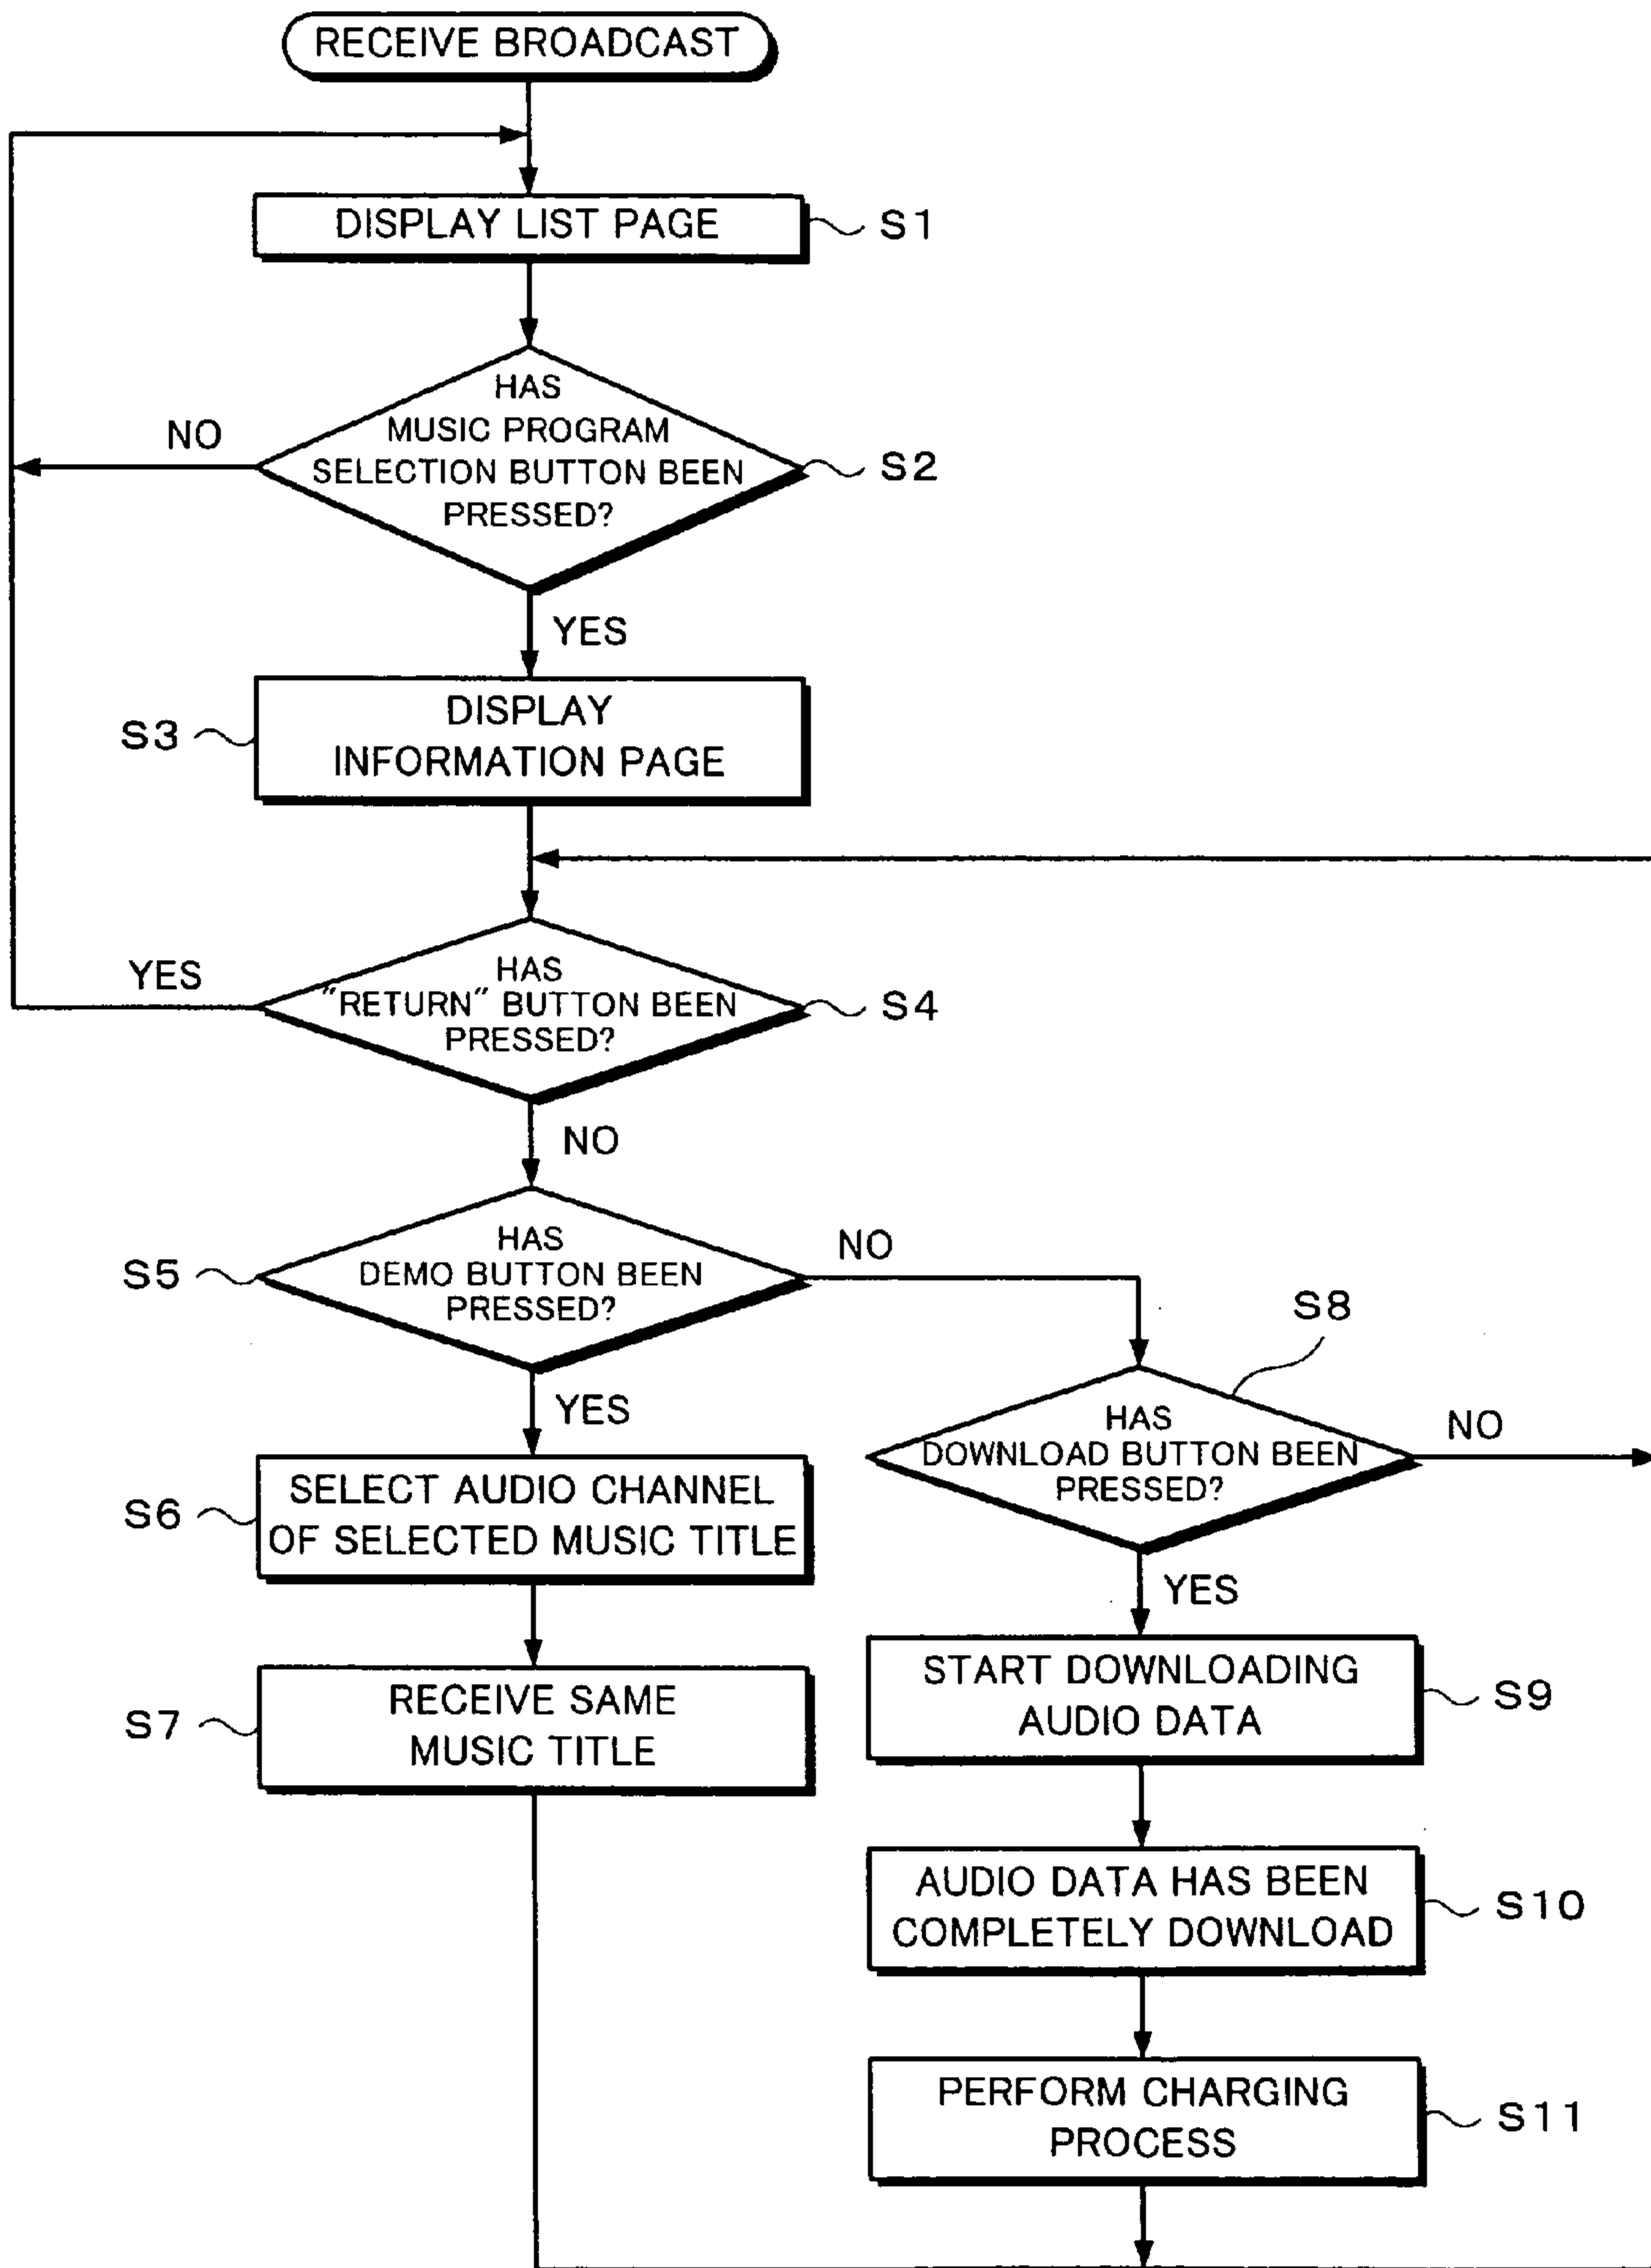 RECEIVE BROADCAST
DISPLAY LIST PAGE
S1
HAS
MUSIC PROGRAM
SELECTION BUTTON BEEN
PRESSED?
NO
S2
YES
DISPLAY
INFORMATION PAGE
S3
HAS
"RETURN" BUTTON BEEN
PRESSED?
YES
S4
NO
HAS
DEMO BUTTON BEEN
PRESSED?
S5
NO
YES
S8
HAS
DOWNLOAD BUTTON BEEN
PRESSED?
NO
YES
SELECT AUDIO CHANNEL
OF SELECTED MUSIC TITLE
S6
RECEIVE SAME
MUSIC TITLE
S7
START DOWNLOADING
AUDIO DATA
S9
AUDIO DATA HAS BEEN
COMPLETELY DOWNLOAD
S10
PERFORM CHARGING
PROCESS
S11